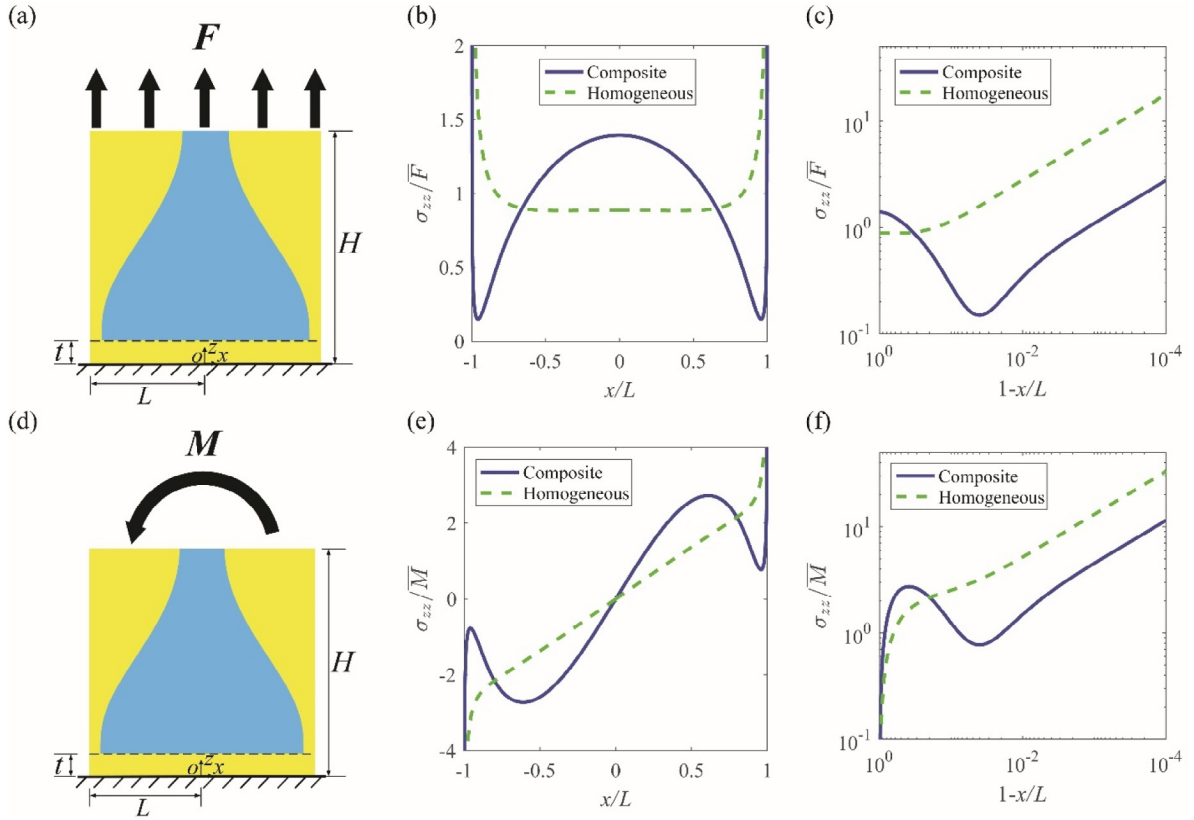 (a)
F
H
t
z
o x
L
(b)
2
1.5
1
0.5
0
σzz/F̅
Composite
Homogeneous
-1 -0.5 0 0.5 1
x/L
(c)
10^1
10^0
10^-1
σzz/F̅
Composite
Homogeneous
10^0 10^-2 10^-4
1-x/L
(d)
M
H
t
z
o x
L
(e)
4
2
0
-2
-4
σzz/M̅
Composite
Homogeneous
-1 -0.5 0 0.5 1
x/L
(f)
10^1
10^0
10^-1
σzz/M̅
Composite
Homogeneous
10^0 10^-2 10^-4
1-x/L